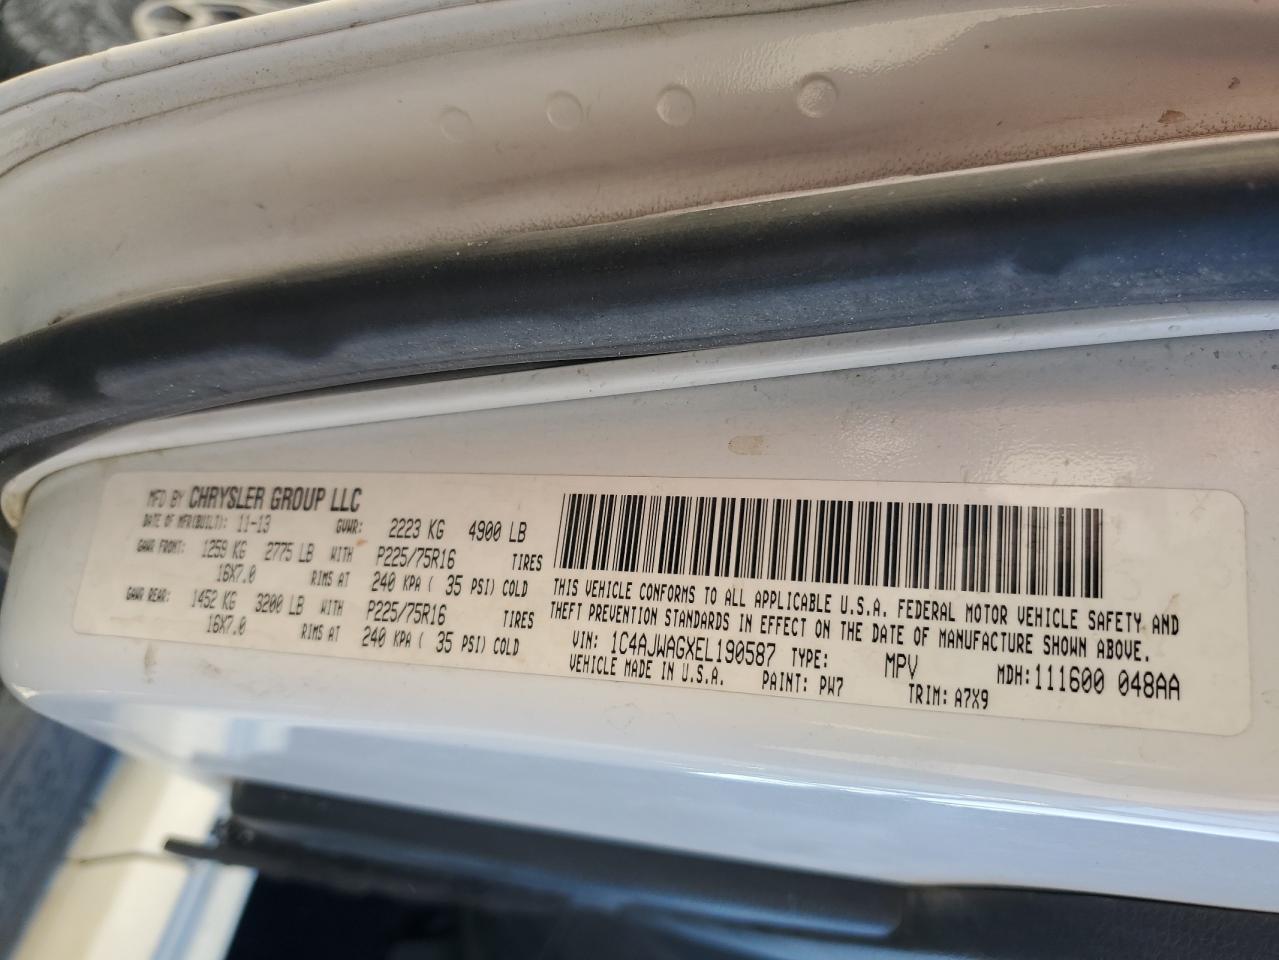 MFD BY CHRYSLER GROUP LLC
DATE OF MFR(BUILT): 11-13 GVWR: 2223 KG 4900 LB
GAWR FRONT: 1259 KG 2775 LB WITH P225/75R16 TIRES
16X7.0 RIMS AT 240 KPA ( 35 PSI) COLD
GAWR REAR: 1452 KG 3200 LB WITH P225/75R16 TIRES
16X7.0 RIMS AT 240 KPA ( 35 PSI) COLD
THIS VEHICLE CONFORMS TO ALL APPLICABLE U.S.A. FEDERAL MOTOR VEHICLE SAFETY AND
THEFT PREVENTION STANDARDS IN EFFECT ON THE DATE OF MANUFACTURE SHOWN ABOVE.
VIN: 1C4AJWAGXEL190587 TYPE: MPV MDH:111600 048AA
VEHICLE MADE IN U.S.A. PAINT: PW7 TRIM: A7X9